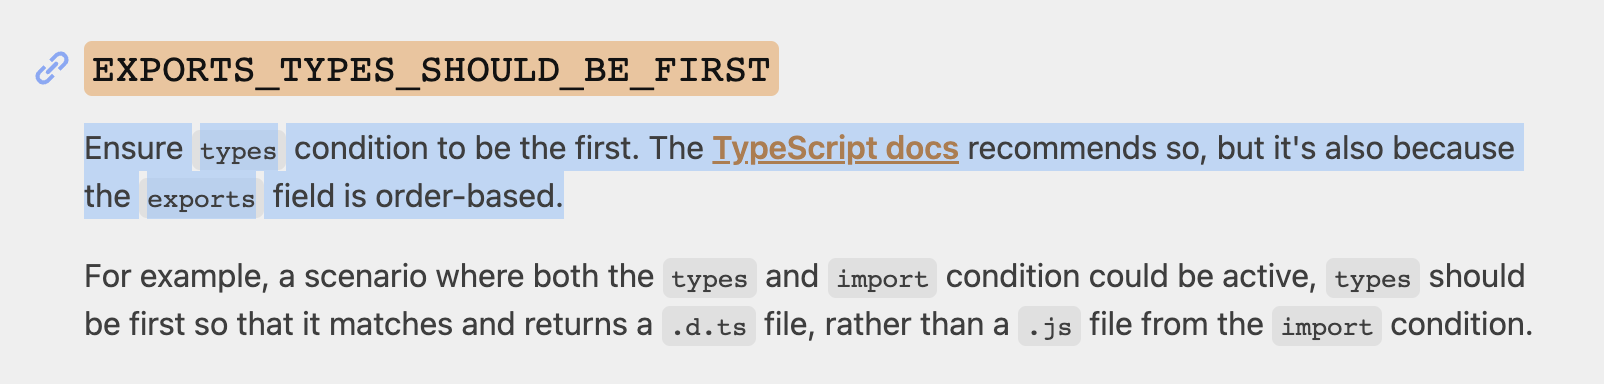 EXPORTS_TYPES_SHOULD_BE_FIRST
Ensure types condition to be the first. The TypeScript docs recommends so, but it's also because
the exports field is order-based.
For example, a scenario where both the types and import condition could be active, types should
be first so that it matches and returns a .d.ts file, rather than a .js file from the import condition.